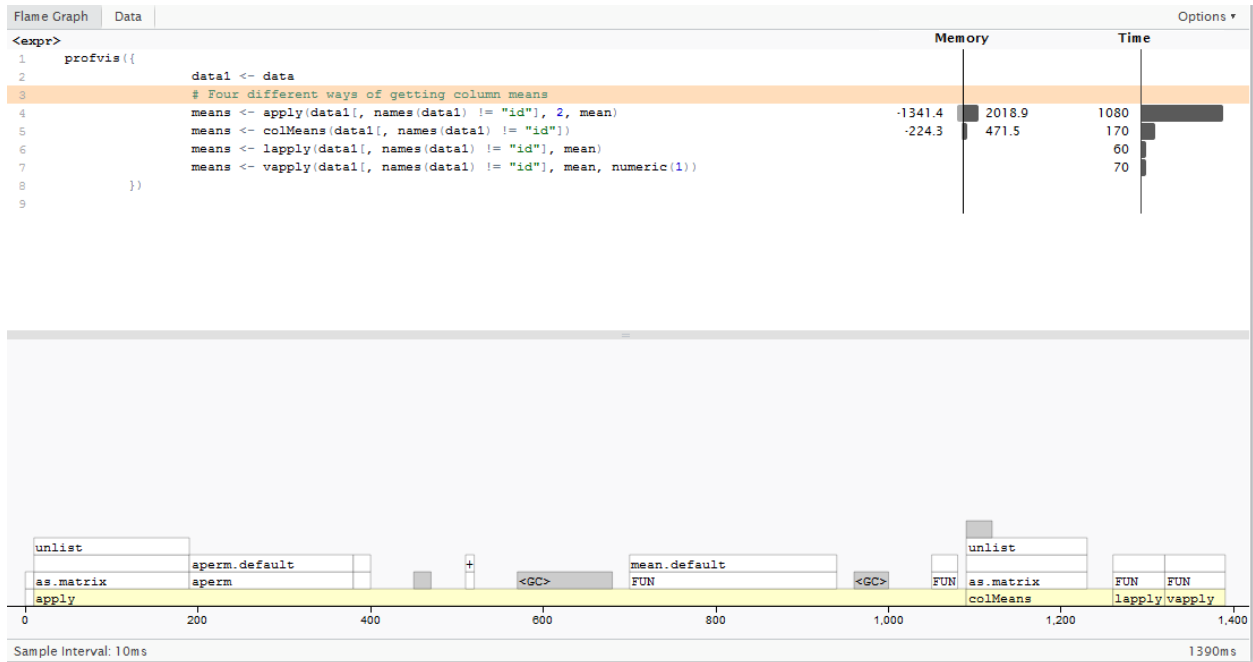 Flame Graph Data Options ▾
<expr> Memory Time
1 profvis({
2 data1 <- data
3 # Four different ways of getting column means
4 means <- apply(data1[, names(data1) != "id"], 2, mean) -1341.4 2018.9 1080
5 means <- colMeans(data1[, names(data1) != "id"]) -224.3 471.5 170
6 means <- lapply(data1[, names(data1) != "id"], mean) 60
7 means <- vapply(data1[, names(data1) != "id"], mean, numeric(1)) 70
8 })
9
unlist unlist
aperm.default + mean.default
as.matrix aperm <GC> FUN <GC> FUN as.matrix FUN FUN
apply colMeans lapply vapply
0 200 400 600 800 1,000 1,200 1,400
Sample Interval: 10ms 1390ms